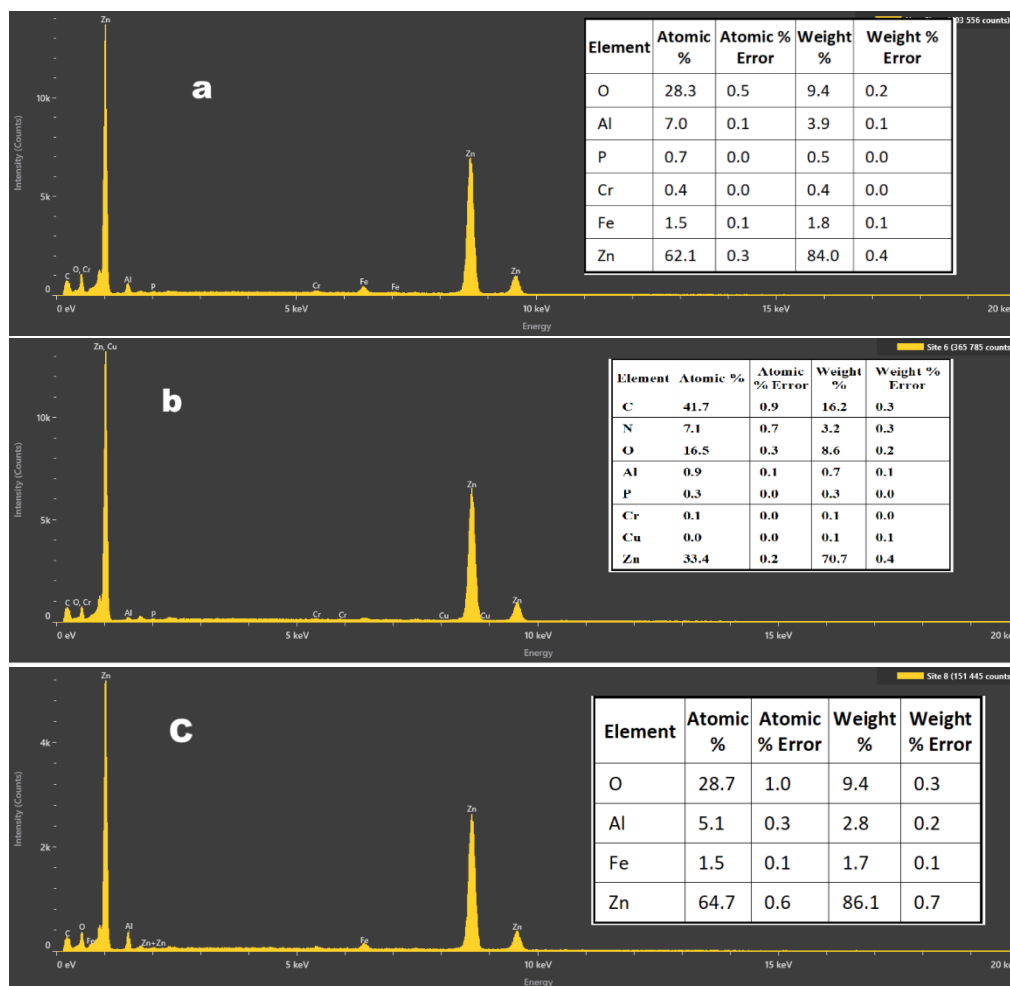 Zn
03 556 counts)
a
Intensity (Counts)
10k
5k
0
C
O, Cr
Al
P
Cr
Fe
Fe
Zn
Zn
0 eV
5 keV
10 keV
15 keV
20 ke
Energy
Element Atomic % Atomic % Error Weight % Weight % Error
O 28.3 0.5 9.4 0.2
Al 7.0 0.1 3.9 0.1
P 0.7 0.0 0.5 0.0
Cr 0.4 0.0 0.4 0.0
Fe 1.5 0.1 1.8 0.1
Zn 62.1 0.3 84.0 0.4
Zn, Cu
Site 6 (365 785 counts)
b
Intensity (Counts)
10k
5k
0
C
O, Cr
Al
P
Cr
Cr
Cu
Zn
Cu
Zn
0 eV
5 keV
10 keV
15 keV
20 ke
Energy
Element Atomic % Atomic % Error Weight % Weight % Error
C 41.7 0.9 16.2 0.3
N 7.1 0.7 3.2 0.3
O 16.5 0.3 8.6 0.2
Al 0.9 0.1 0.7 0.1
P 0.3 0.0 0.3 0.0
Cr 0.1 0.0 0.1 0.0
Cu 0.0 0.0 0.1 0.1
Zn 33.4 0.2 70.7 0.4
Zn
Site 8 (151 445 counts)
C
Intensity (Counts)
4k
2k
0
C
O
Fe
Al
Zn+Zn
Fe
Zn
Zn
0 eV
5 keV
10 keV
15 keV
20 ke
Energy
Element Atomic % Atomic % Error Weight % Weight % Error
O 28.7 1.0 9.4 0.3
Al 5.1 0.3 2.8 0.2
Fe 1.5 0.1 1.7 0.1
Zn 64.7 0.6 86.1 0.7